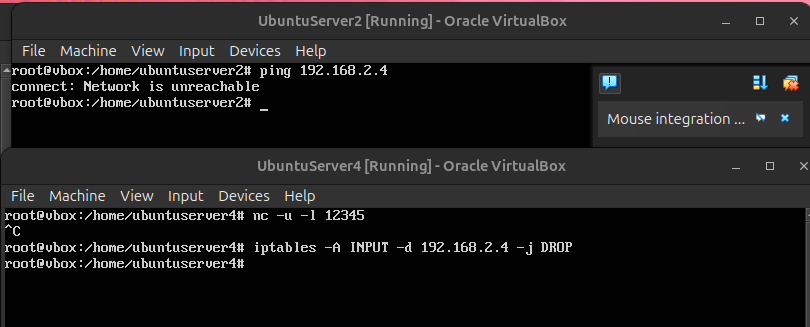 UbuntuServer2 [Running] - Oracle VirtualBox
File Machine View Input Devices Help
root@vbox:/home/ubuntuserver2# ping 192.168.2.4
connect: Network is unreachable
root@vbox:/home/ubuntuserver2# _
Mouse integration ...
UbuntuServer4 [Running] - Oracle VirtualBox
File Machine View Input Devices Help
root@vbox:/home/ubuntuserver4# nc -u -l 12345
^C
root@vbox:/home/ubuntuserver4# iptables -A INPUT -d 192.168.2.4 -j DROP
root@vbox:/home/ubuntuserver4#